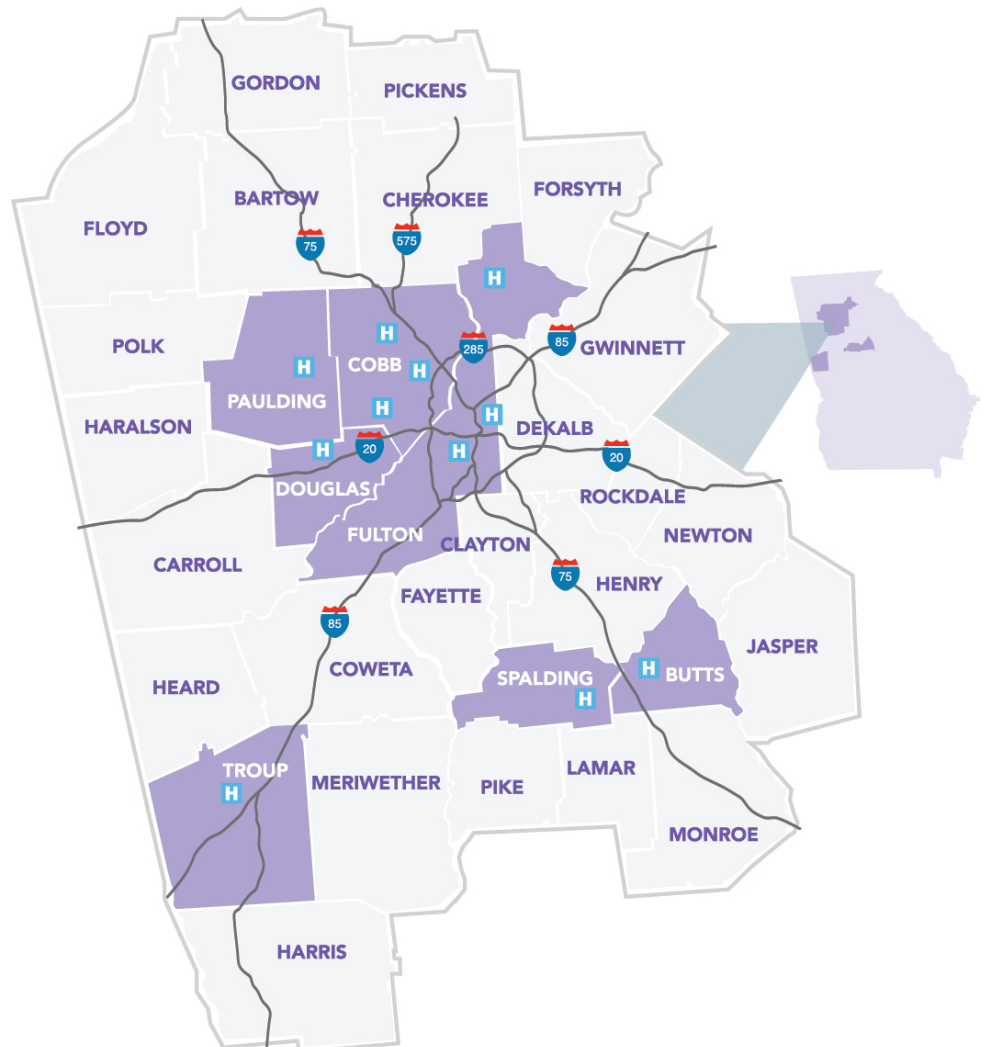 GORDON
PICKENS
BARTOW
CHEROKEE
FORSYTH
FLOYD
75
575
H
POLK
H
COBB
H
285
85
GWINNETT
H
PAULDING
H
H
HARALSON
DEKALB
H
20
H
20
DOUGLAS
ROCKDALE
FULTON
CLAYTON
NEWTON
CARROLL
75
HENRY
FAYETTE
85
JASPER
COWETA
SPALDING
H
BUTTS
HEARD
H
TROUP
H
MERIWETHER
PIKE
LAMAR
MONROE
HARRIS